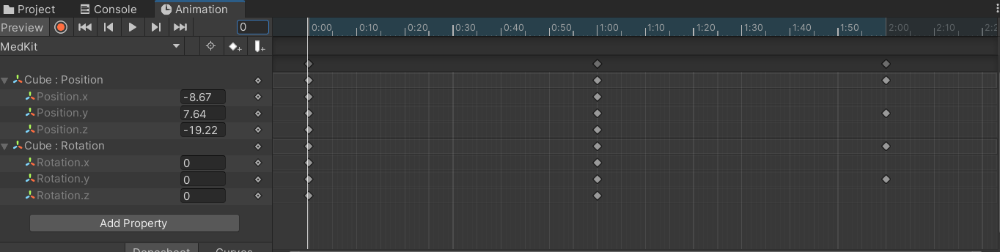 Project Console Animation
Preview 0 0:00 0:10 0:20 0:30 0:40 0:50 1:00 1:10 1:20 1:30 1:40 1:50 2:00 2:10
MedKit
Cube : Position
Position.x -8.67
Position.y 7.64
Position.z -19.22
Cube : Rotation
Rotation.x 0
Rotation.y 0
Rotation.z 0
Add Property
Dopesheet Curves